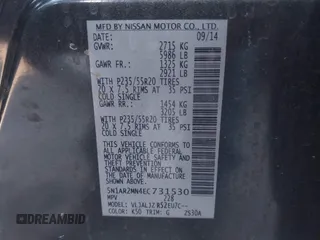 MFD BY NISSAN MOTOR CO., LTD.
DATE: 09/14
GVWR: 2715 KG
5986 LB
GAWR FR: 1325 KG
2921 LB
WITH P235/55R20 TIRES
20 X 7.5 RIMS AT 35 PSI
COLD SINGLE
GAWR RR: 1454 KG
3205 LB
WITH P235/55R20 TIRES
20 X 7.5 RIMS AT 35 PSI
COLD SINGLE
THIS VEHICLE CONFORMS TO ALL
APPLICABLE FEDERAL MOTOR
VEHICLE SAFETY AND
THEFT PREVENTION
STANDARDS IN EFFECT
ON THE DATE OF
MANUFACTURE SHOWN ABOVE.
5N1AR2MN4EC731530
MPV 228
MODEL:
COLOR: K50 TRIM: G 2930A